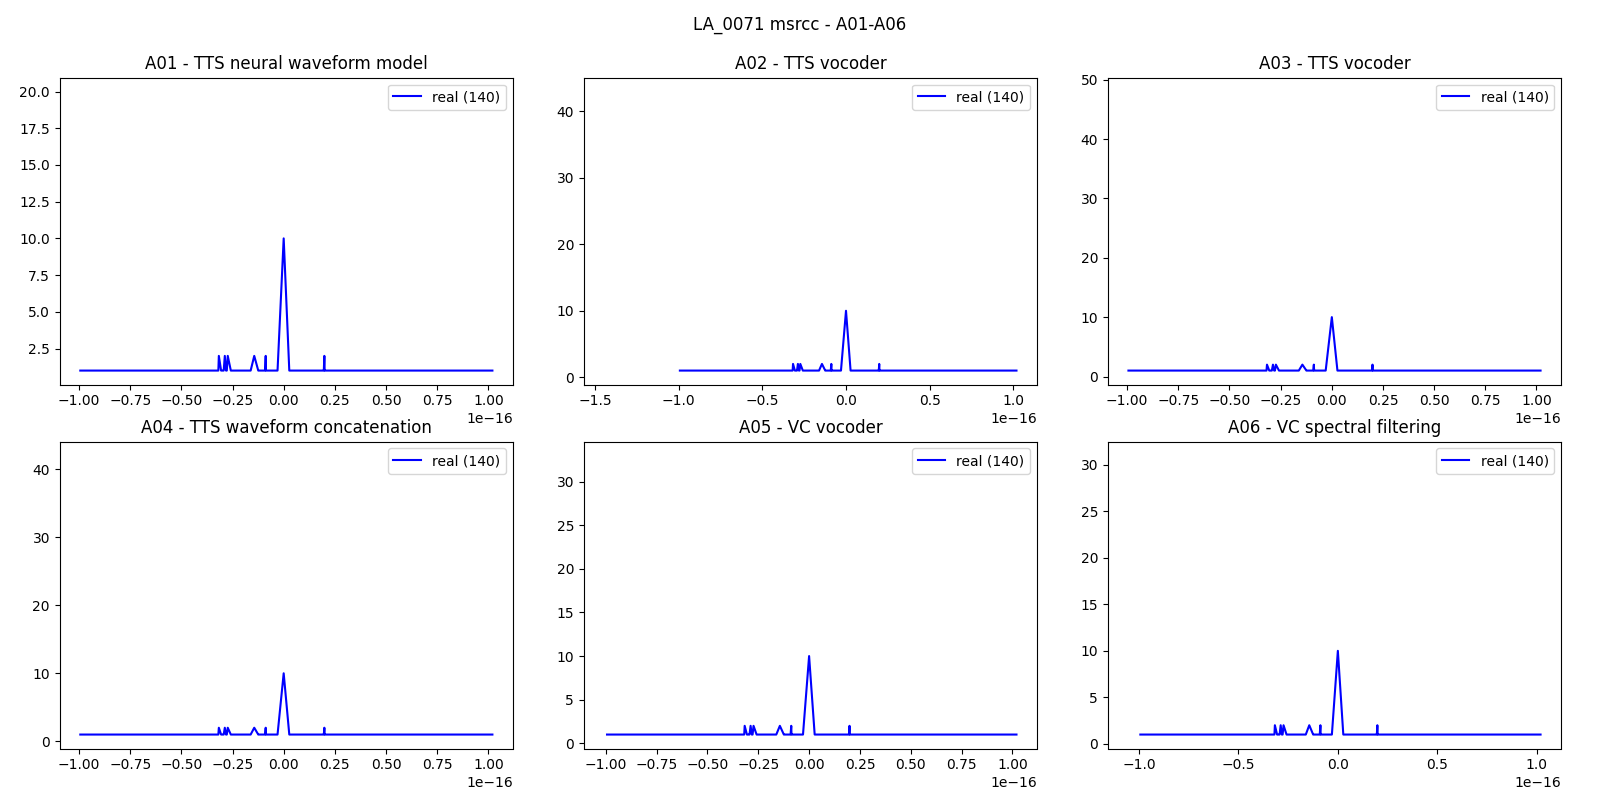 LA_0071 msrcc - A01-A06
A01 - TTS neural waveform model
20.0
17.5
15.0
12.5
10.0
7.5
5.0
2.5
real (140)
−1.00 −0.75 −0.50 −0.25 0.00 0.25 0.50 0.75 1.00
1e−16
A02 - TTS vocoder
40
30
20
10
0
real (140)
−1.5 −1.0 −0.5 0.0 0.5 1.0
1e−16
A03 - TTS vocoder
50
40
30
20
10
0
real (140)
−1.00 −0.75 −0.50 −0.25 0.00 0.25 0.50 0.75 1.00
1e−16
A04 - TTS waveform concatenation
40
30
20
10
0
real (140)
−1.00 −0.75 −0.50 −0.25 0.00 0.25 0.50 0.75 1.00
1e−16
A05 - VC vocoder
30
25
20
15
10
5
0
real (140)
−1.00 −0.75 −0.50 −0.25 0.00 0.25 0.50 0.75 1.00
1e−16
A06 - VC spectral filtering
30
25
20
15
10
5
0
real (140)
−1.0 −0.5 0.0 0.5 1.0
1e−16